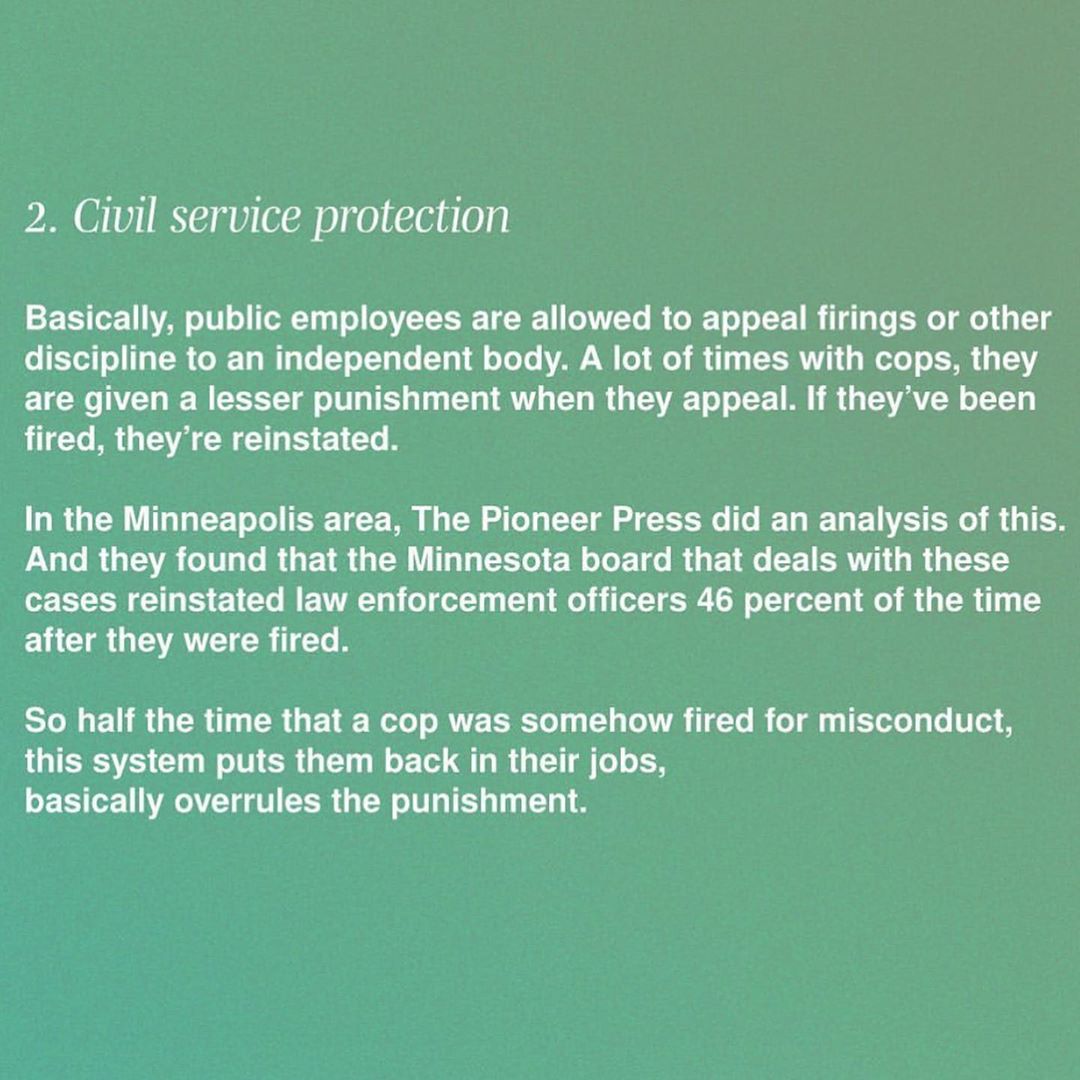 2. Civil service protection
Basically, public employees are allowed to appeal firings or other
discipline to an independent body. A lot of times with cops, they
are given a lesser punishment when they appeal. If they’ve been
fired, they’re reinstated.
In the Minneapolis area, The Pioneer Press did an analysis of this.
And they found that the Minnesota board that deals with these
cases reinstated law enforcement officers 46 percent of the time
after they were fired.
So half the time that a cop was somehow fired for misconduct,
this system puts them back in their jobs,
basically overrules the punishment.